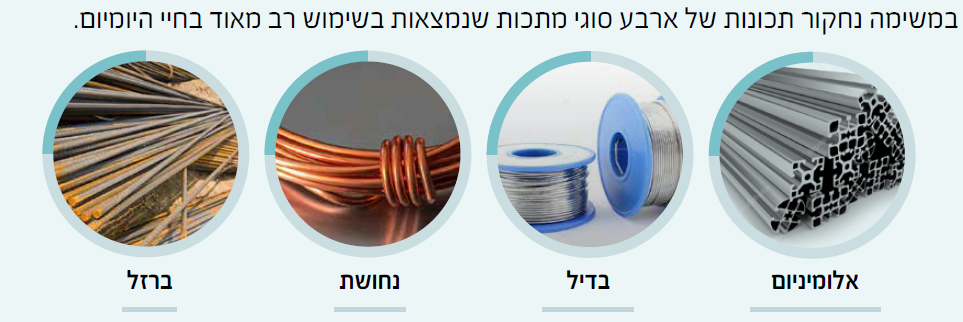 במשימה נחקור תכונות של ארבע סוגי מתכות שנמצאות בשימוש רב מאוד בחיי היומיום.
אלומיניום
בדיל
נחושת
ברזל